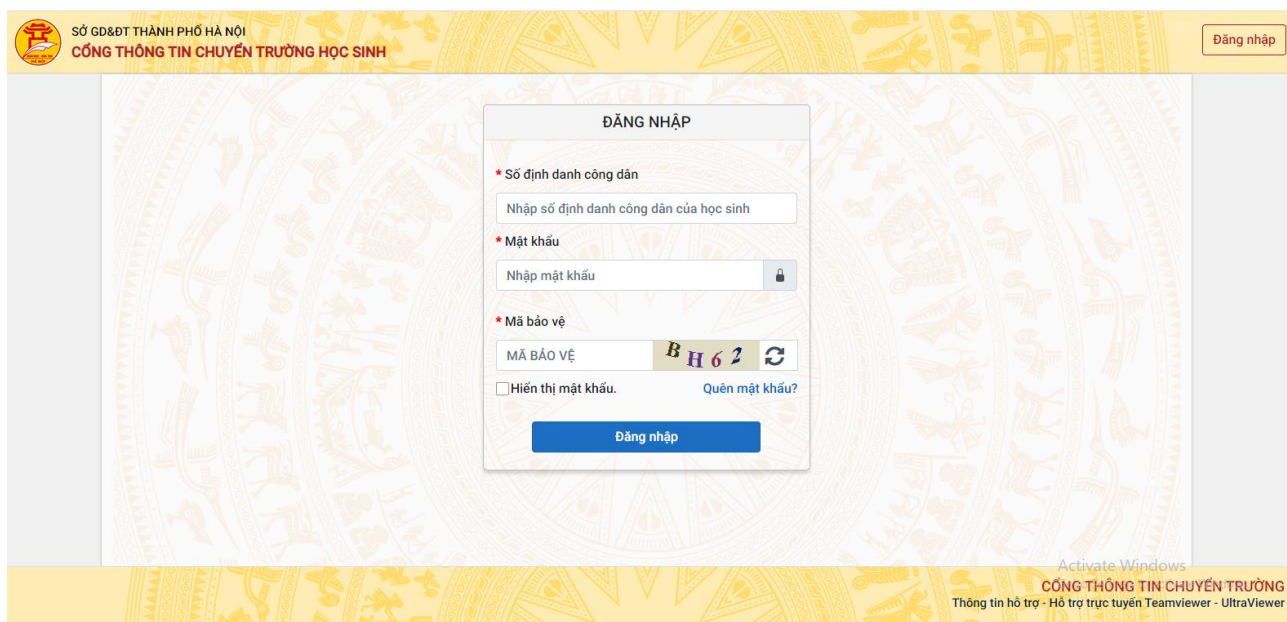 SỞ GD&ĐT THÀNH PHỐ HÀ NỘI
CỔNG THÔNG TIN CHUYỂN TRƯỜNG HỌC SINH
Đăng nhập
ĐĂNG NHẬP
* Số định danh công dân
Nhập số định danh công dân của học sinh
* Mật khẩu
Nhập mật khẩu
* Mã bảo vệ
MÃ BẢO VỆ
BH62
Hiển thị mật khẩu.
Quên mật khẩu?
Đăng nhập
Activate Windows
CỔNG THÔNG TIN CHUYỂN TRƯỜNG
Thông tin hỗ trợ - Hỗ trợ trực tuyến Teamviewer - UltraViewer